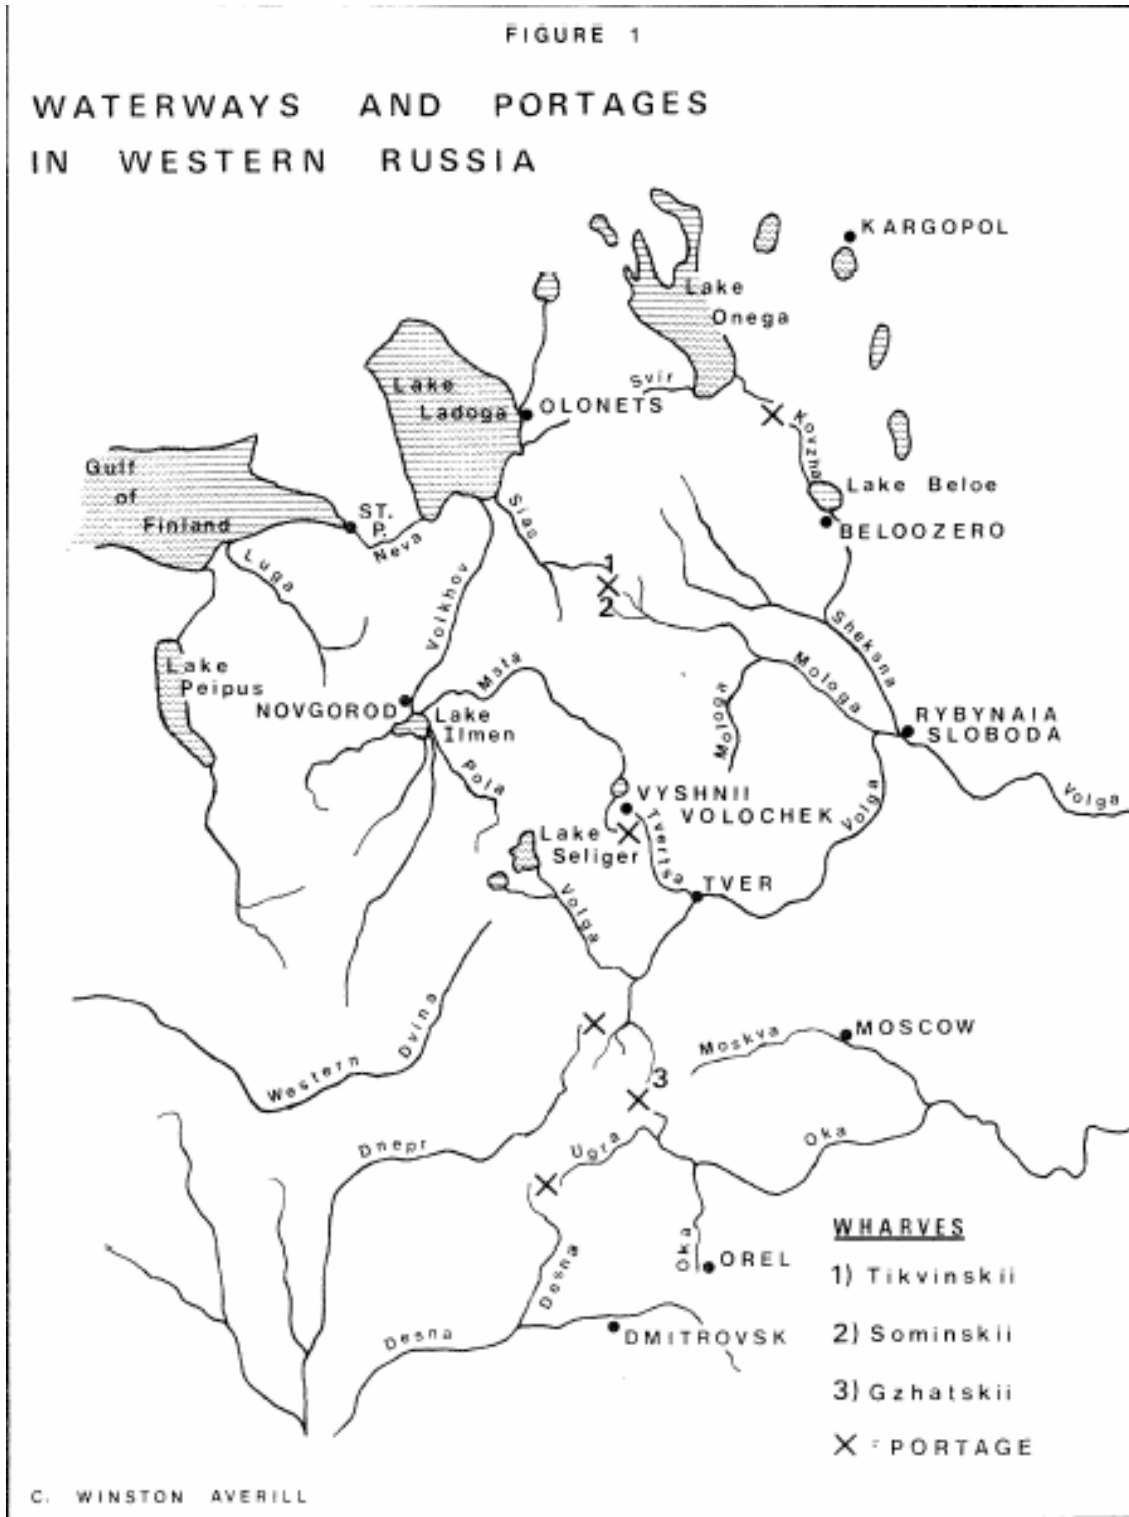 FIGURE 1
WATERWAYS AND PORTAGES
IN WESTERN RUSSIA
KARGOPOL
Lake
Onega
Svir
Lake
Ladoga
OLONETS
Kovzha
Gulf
of
Finland
ST.
P.
Neva
Sias
Lake Beloe
BELOOZERO
Luga
Volkhov
1
2
Sheksna
Lake
Peipus
Msta
Mologa
Mologa
NOVGOROD
Lake
Ilmen
RYBYNAIA
SLOBODA
Pola
Volga
VYSHNII
VOLOCHEK
Volga
Tvertsa
Lake
Seliger
TVER
Volga
Western Dvina
Moskva
MOSCOW
3
Dnepr
Ugra
Oka
Oka
OREL
Desna
Desna
DMITROVSK
WHARVES
1) Tikvinskii
2) Sominskii
3) Gzhatskii
X = PORTAGE
C. WINSTON AVERILL